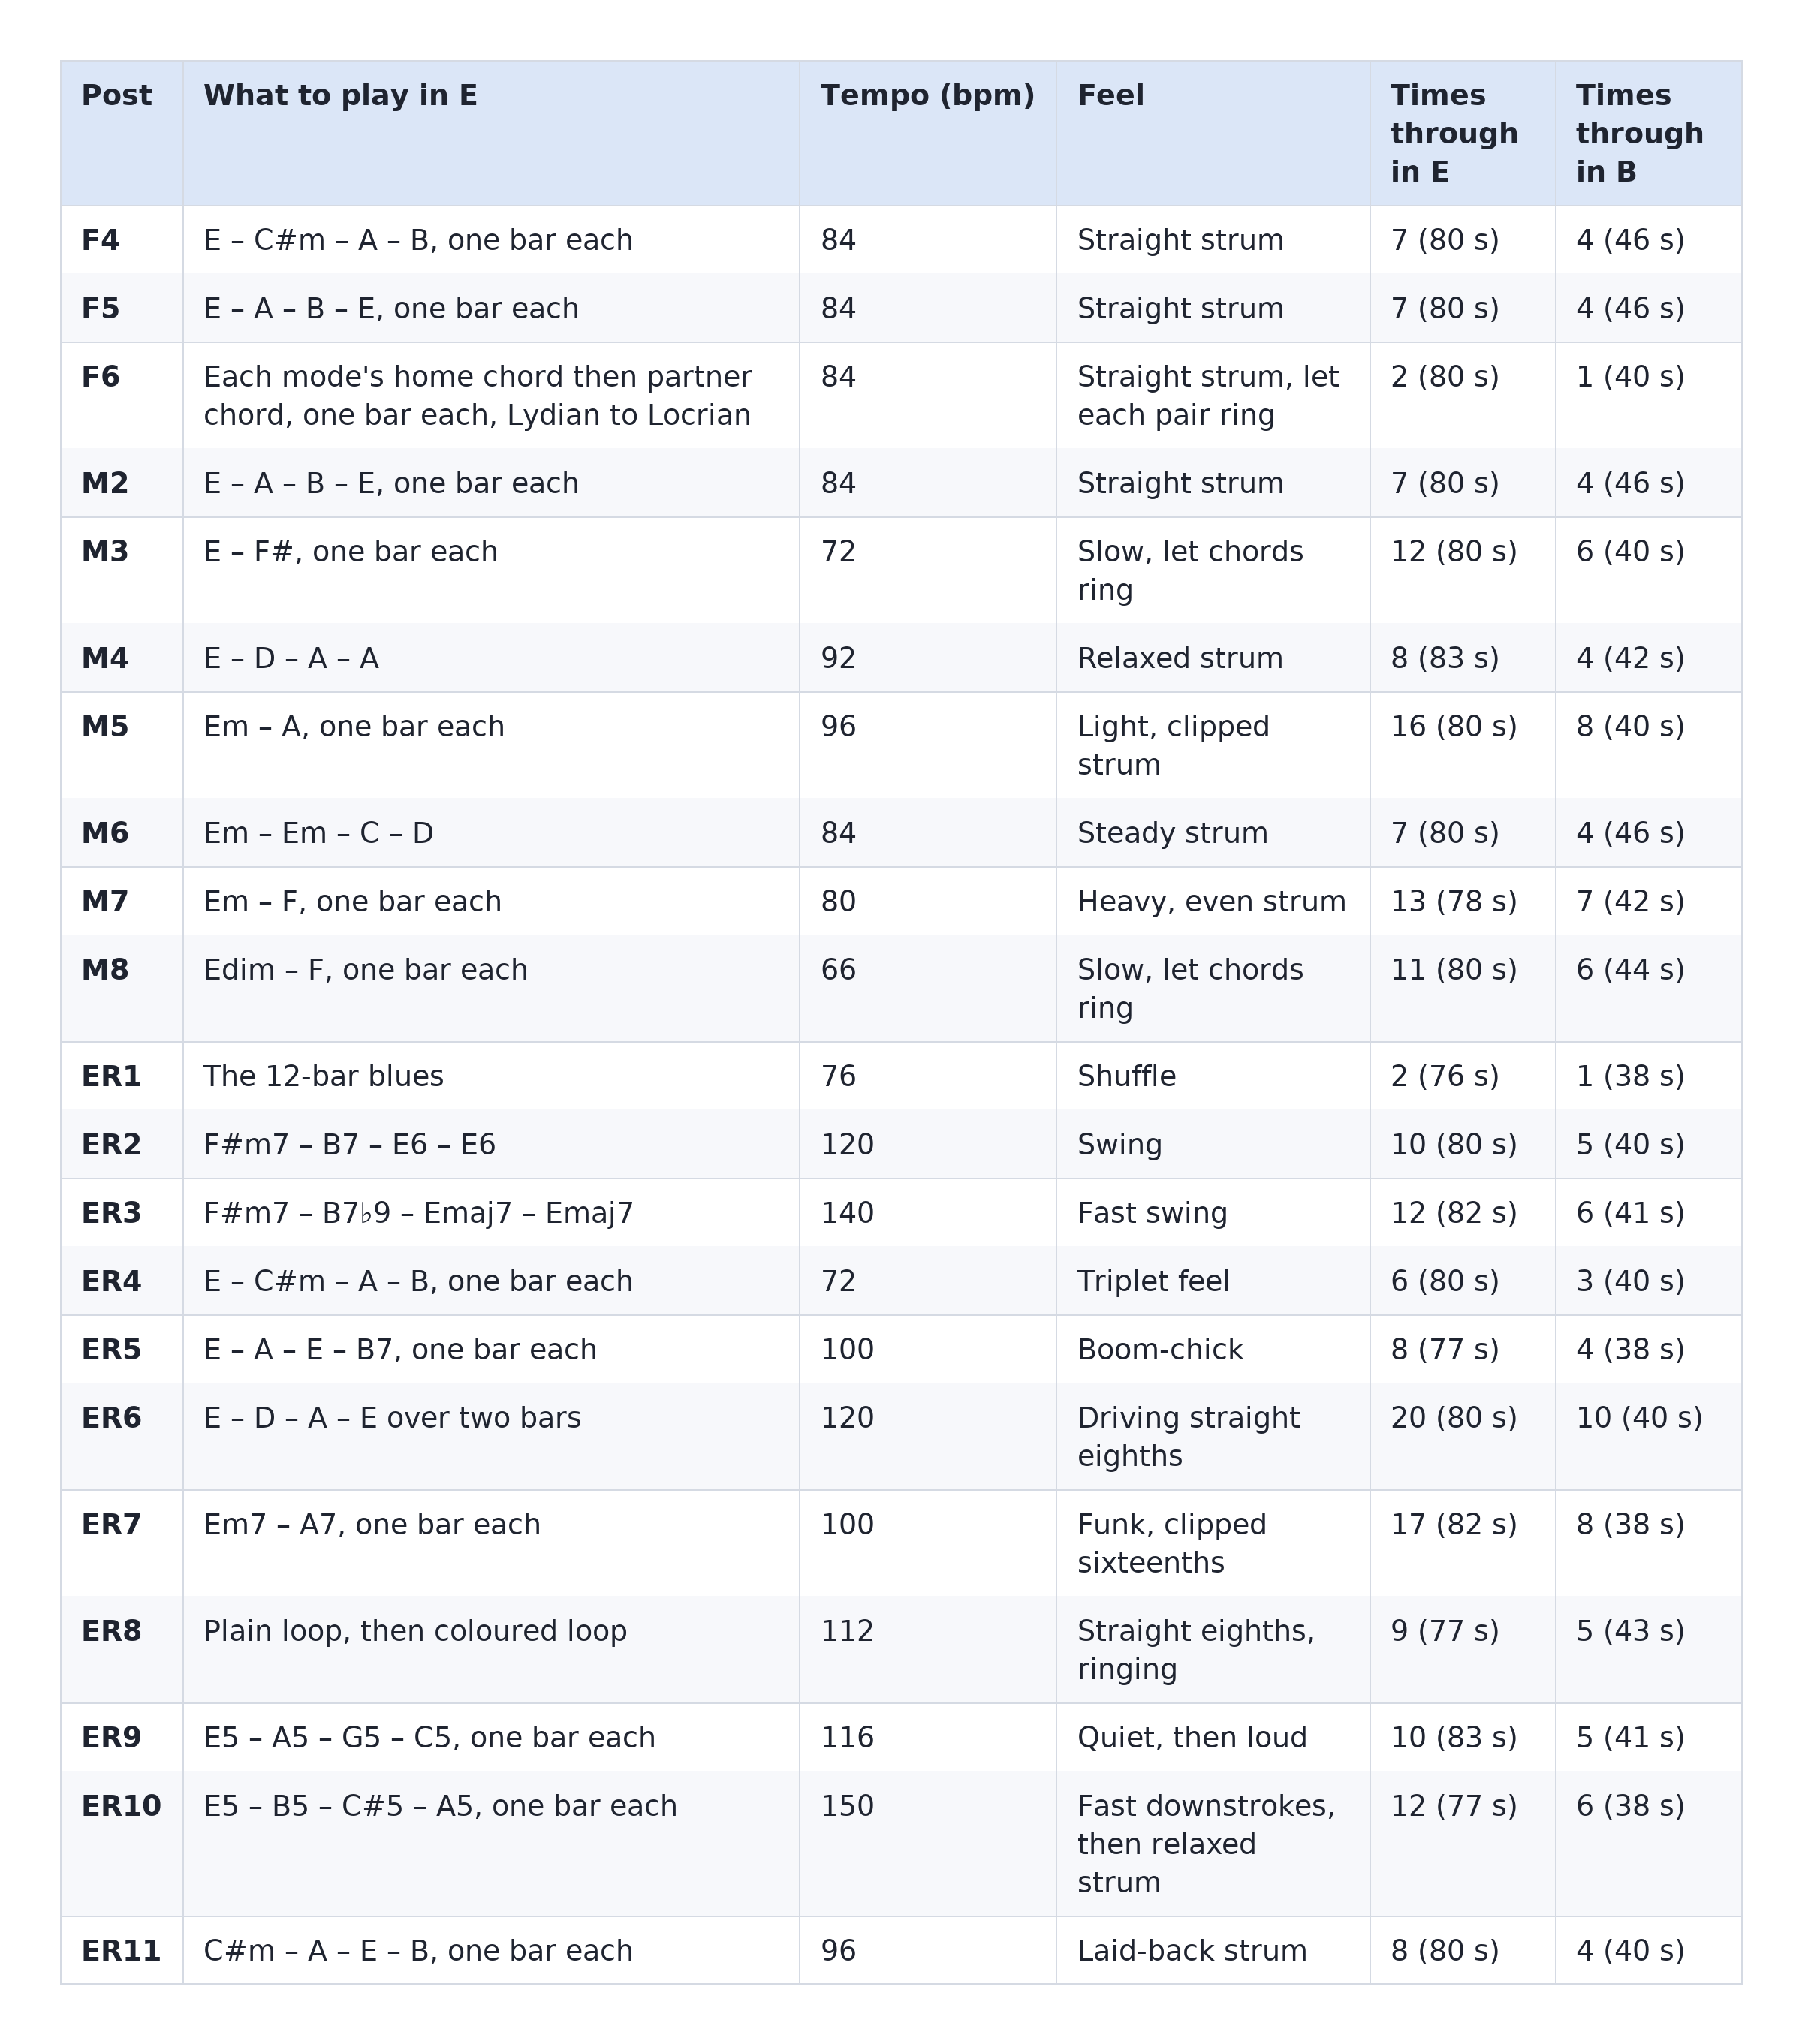 Post What to play in E Tempo (bpm) Feel Times through in E Times through in B
F4 E – C#m – A – B, one bar each 84 Straight strum 7 (80 s) 4 (46 s)
F5 E – A – B – E, one bar each 84 Straight strum 7 (80 s) 4 (46 s)
F6 Each mode's home chord then partner chord, one bar each, Lydian to Locrian 84 Straight strum, let each pair ring 2 (80 s) 1 (40 s)
M2 E – A – B – E, one bar each 84 Straight strum 7 (80 s) 4 (46 s)
M3 E – F#, one bar each 72 Slow, let chords ring 12 (80 s) 6 (40 s)
M4 E – D – A – A 92 Relaxed strum 8 (83 s) 4 (42 s)
M5 Em – A, one bar each 96 Light, clipped strum 16 (80 s) 8 (40 s)
M6 Em – Em – C – D 84 Steady strum 7 (80 s) 4 (46 s)
M7 Em – F, one bar each 80 Heavy, even strum 13 (78 s) 7 (42 s)
M8 Edim – F, one bar each 66 Slow, let chords ring 11 (80 s) 6 (44 s)
ER1 The 12-bar blues 76 Shuffle 2 (76 s) 1 (38 s)
ER2 F#m7 – B7 – E6 – E6 120 Swing 10 (80 s) 5 (40 s)
ER3 F#m7 – B7♭9 – Emaj7 – Emaj7 140 Fast swing 12 (82 s) 6 (41 s)
ER4 E – C#m – A – B, one bar each 72 Triplet feel 6 (80 s) 3 (40 s)
ER5 E – A – E – B7, one bar each 100 Boom-chick 8 (77 s) 4 (38 s)
ER6 E – D – A – E over two bars 120 Driving straight eighths 20 (80 s) 10 (40 s)
ER7 Em7 – A7, one bar each 100 Funk, clipped sixteenths 17 (82 s) 8 (38 s)
ER8 Plain loop, then coloured loop 112 Straight eighths, ringing 9 (77 s) 5 (43 s)
ER9 E5 – A5 – G5 – C5, one bar each 116 Quiet, then loud 10 (83 s) 5 (41 s)
ER10 E5 – B5 – C#5 – A5, one bar each 150 Fast downstrokes, then relaxed strum 12 (77 s) 6 (38 s)
ER11 C#m – A – E – B, one bar each 96 Laid-back strum 8 (80 s) 4 (40 s)